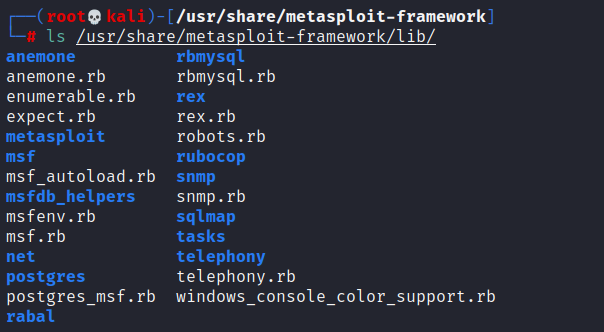 ┌──(root💀kali)-[/usr/share/metasploit-framework]
└─# ls /usr/share/metasploit-framework/lib/
anemone rbmysql
anemone.rb rbmysql.rb
enumerable.rb rex
expect.rb rex.rb
metasploit robots.rb
msf rubocop
msf_autoload.rb snmp
msfdb_helpers snmp.rb
msfenv.rb sqlmap
msf.rb tasks
net telephony
postgres telephony.rb
postgres_msf.rb windows_console_color_support.rb
rabal